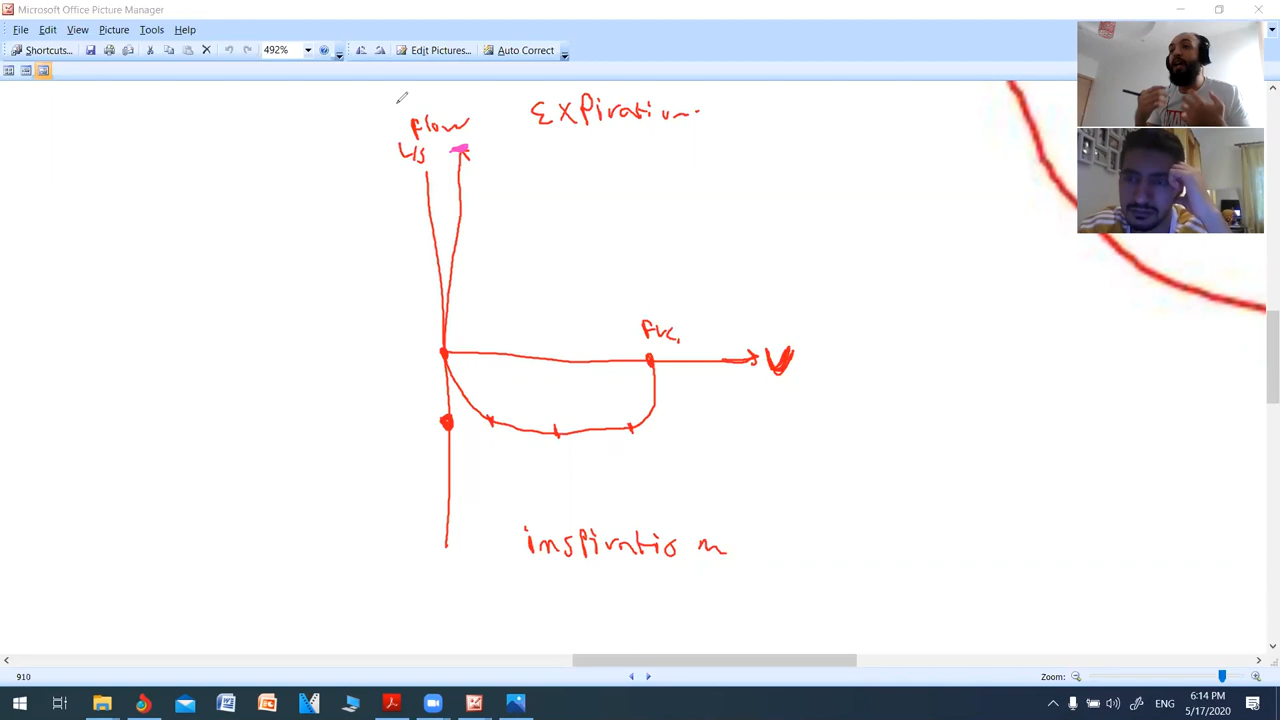 Microsoft Office Picture Manager
File Edit View Picture Tools Help
Shortcuts... 492% Edit Pictures... Auto Correct
EXPiration.
flow
L/s
FVC,
V
inspiration
910
Zoom:
ENG
6:14 PM
5/17/2020